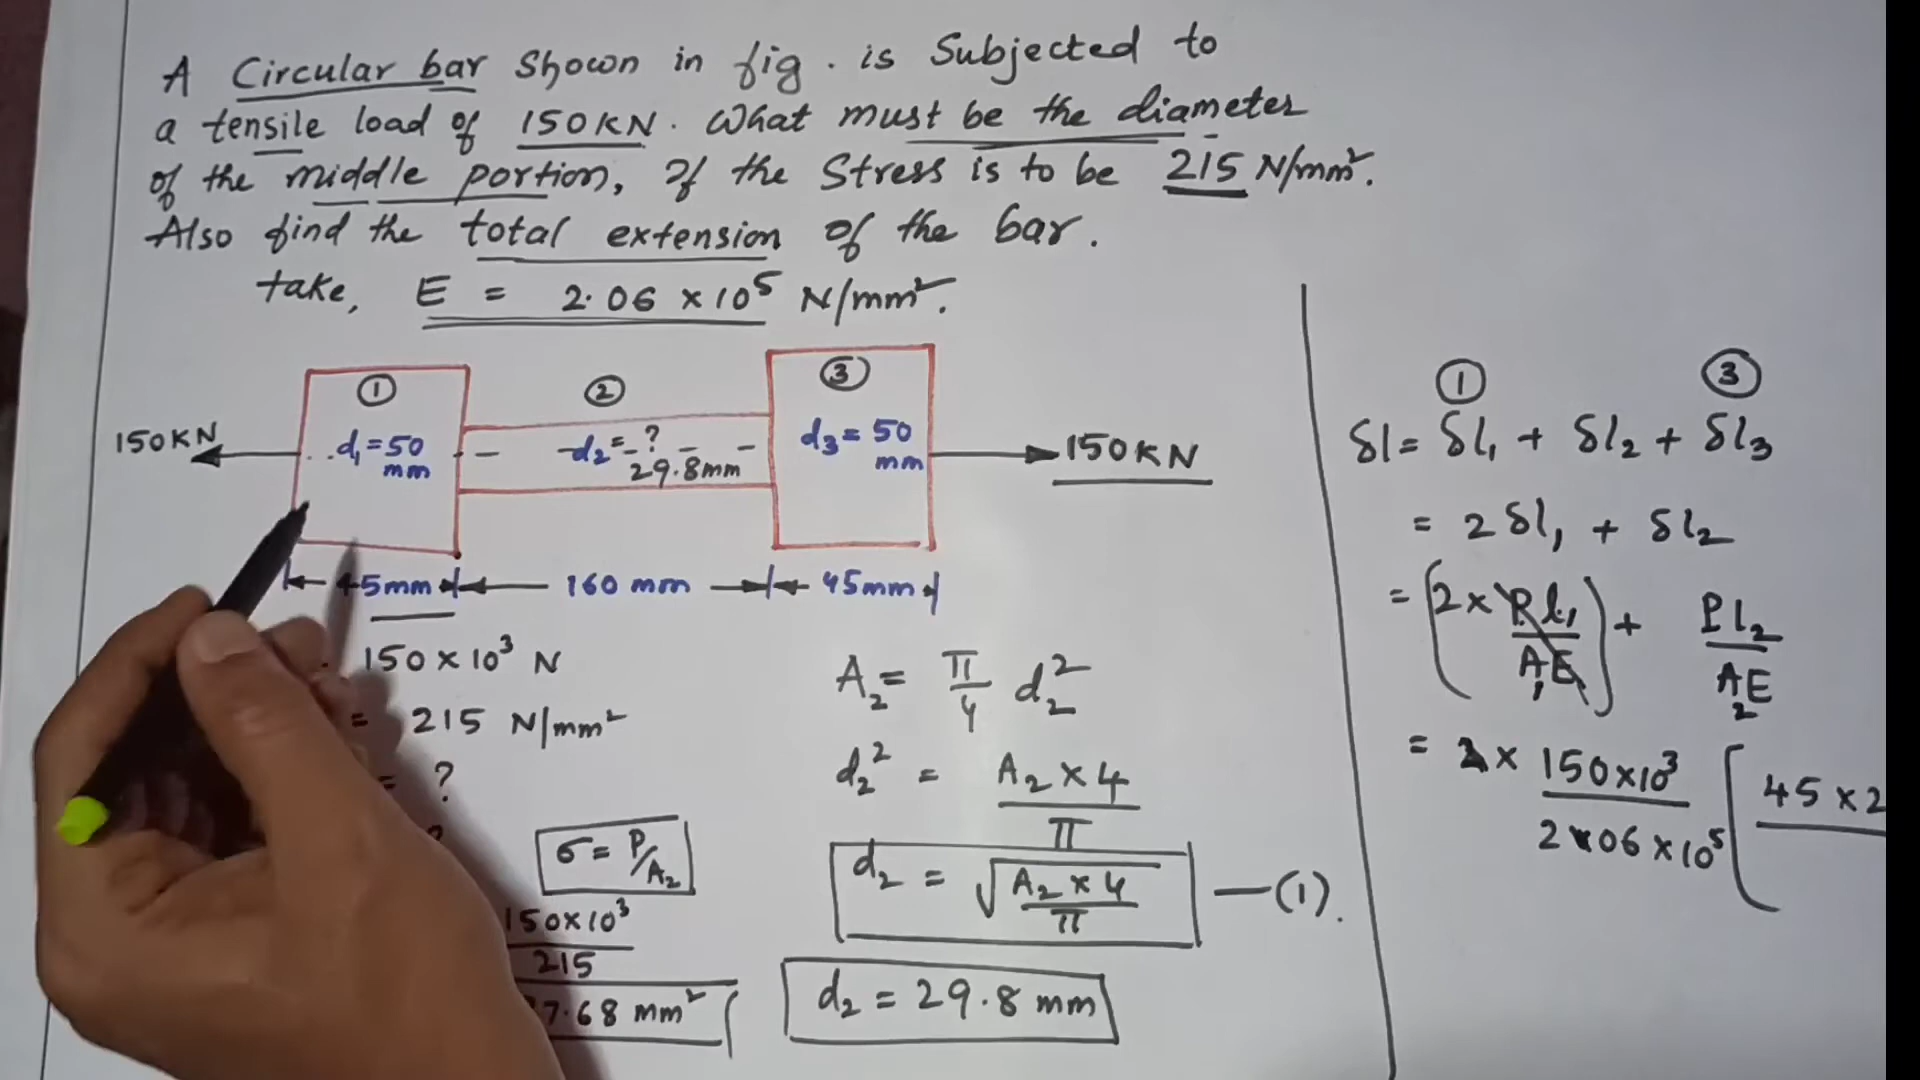 A Circular bar Shown in fig. is Subjected to
a tensile load of 150KN. What must be the diameter
of the middle portion, If the Stress is to be 215 N/mm².
Also find the total extension of the bar.
take, E = 2.06 x 10⁵ N/mm².
① ② ③
150KN d₁=50 mm d₂=? 29.8mm d₃=50 mm 150KN
45mm 160 mm 45mm
150 x 10³ N
= 215 N/mm²
= ?
?
σ = P/A₂
150x10³
215
7.68 mm²
A₂ = π/4 d₂²
d₂² = A₂ x 4 / π
d₂ = √(A₂ x 4 / π) —(1).
d₂ = 29.8 mm
① ③
δl = δl₁ + δl₂ + δl₃
= 2 δl₁ + δl₂
= (2 x Pl₁/A₁E) + Pl₂/A₂E
= x 150x10³ / 2.06 x 10⁵ [45 x 2